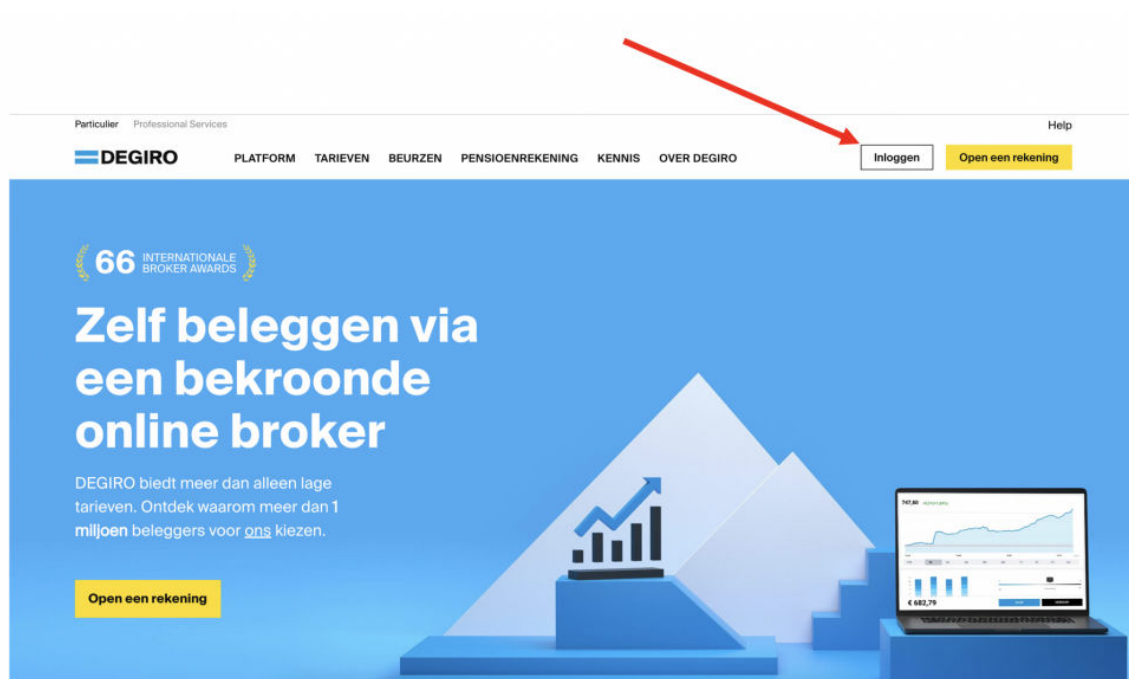 Particulier Professional Services Help
DEGIRO PLATFORM TARIEVEN BEURZEN PENSIOENREKENING KENNIS OVER DEGIRO Inloggen Open een rekening
66 INTERNATIONALE
BROKER AWARDS
Zelf beleggen via
een bekroonde
online broker
DEGIRO biedt meer dan alleen lage
tarieven. Ontdek waarom meer dan 1
miljoen beleggers voor ons kiezen.
Open een rekening
747,80
€ 682,79